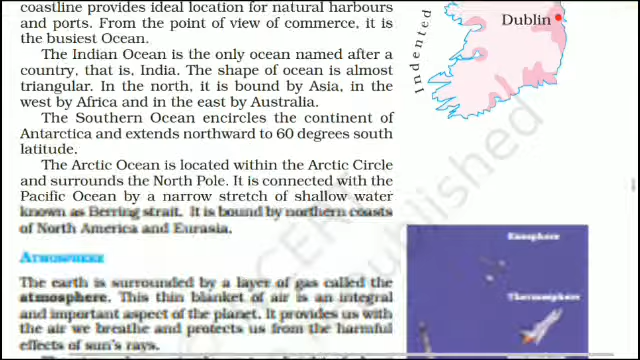 coastline provides ideal location for natural harbours
and ports. From the point of view of commerce, it is
the busiest Ocean.
The Indian Ocean is the only ocean named after a
country, that is, India. The shape of ocean is almost
triangular. In the north, it is bound by Asia, in the
west by Africa and in the east by Australia.
The Southern Ocean encircles the continent of
Antarctica and extends northward to 60 degrees south
latitude.
The Arctic Ocean is located within the Arctic Circle
and surrounds the North Pole. It is connected with the
Pacific Ocean by a narrow stretch of shallow water
known as Berring strait. It is bound by northern coasts
of North America and Eurasia.
ATMOSPHERE
The earth is surrounded by a layer of gas called the
atmosphere. This thin blanket of air is an integral
and important aspect of the planet. It provides us with
the air we breathe and protects us from the harmful
effects of sun's rays.
Dublin
Indented
Exosphere
Thermosphere